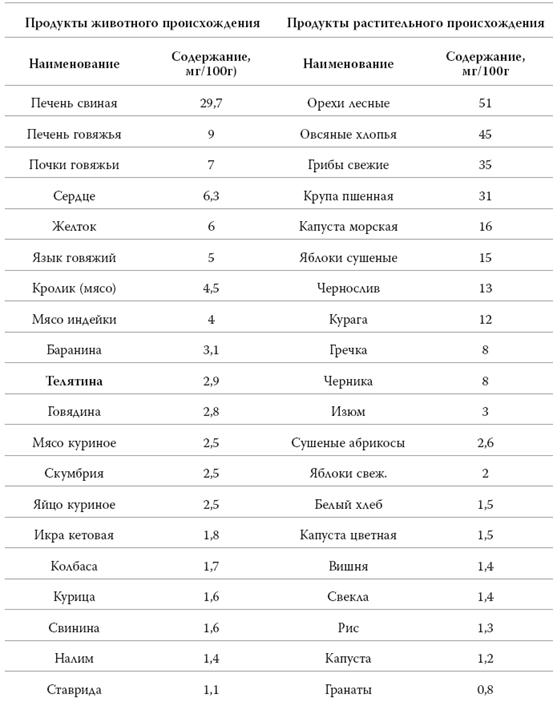 Продукты животного происхождения Продукты растительного происхождения
Наименование Содержание, мг/100г) Наименование Содержание, мг/100г
Печень свиная 29,7 Орехи лесные 51
Печень говяжья 9 Овсяные хлопья 45
Почки говяжьи 7 Грибы свежие 35
Сердце 6,3 Крупа пшенная 31
Желток 6 Капуста морская 16
Язык говяжий 5 Яблоки сушеные 15
Кролик (мясо) 4,5 Чернослив 13
Мясо индейки 4 Курага 12
Баранина 3,1 Гречка 8
Телятина 2,9 Черника 8
Говядина 2,8 Изюм 3
Мясо куриное 2,5 Сушеные абрикосы 2,6
Скумбрия 2,5 Яблоки свеж. 2
Яйцо куриное 2,5 Белый хлеб 1,5
Икра кетовая 1,8 Капуста цветная 1,5
Колбаса 1,7 Вишня 1,4
Курица 1,6 Свекла 1,4
Свинина 1,6 Рис 1,3
Налим 1,4 Капуста 1,2
Ставрида 1,1 Гранаты 0,8